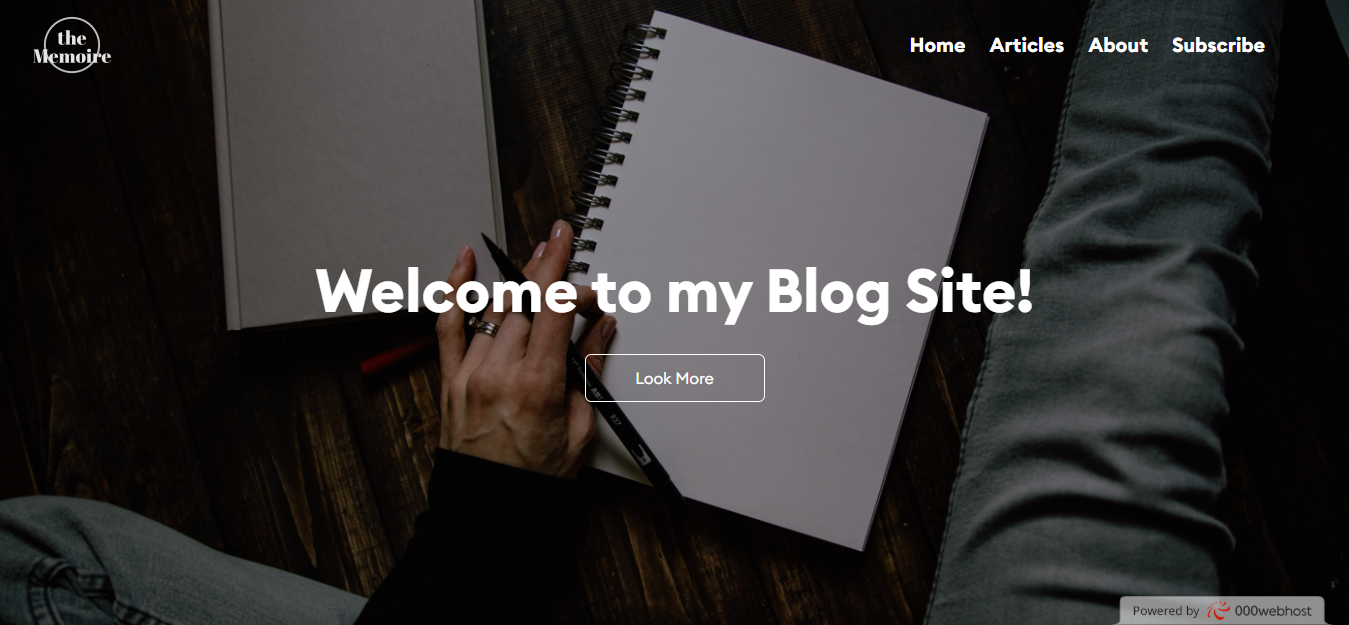 the
Memoire
Home Articles About Subscribe
Welcome to my Blog Site!
Look More
Powered by 000webhost